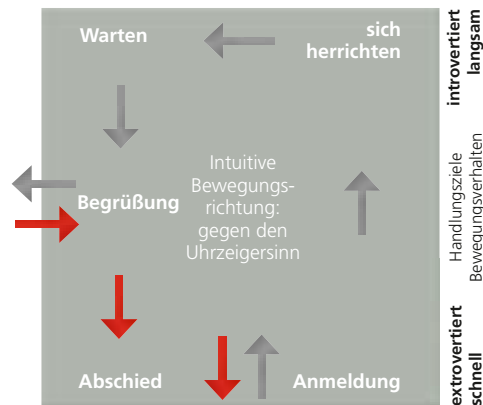 Warten
sich
herrichten
Intuitive
Bewegungs-
richtung:
gegen den
Uhrzeigersinn
Begrüßung
Abschied
Anmeldung
introvertiert
langsam
Handlungsziele
Bewegungsverhalten
extrovertiert
schnell